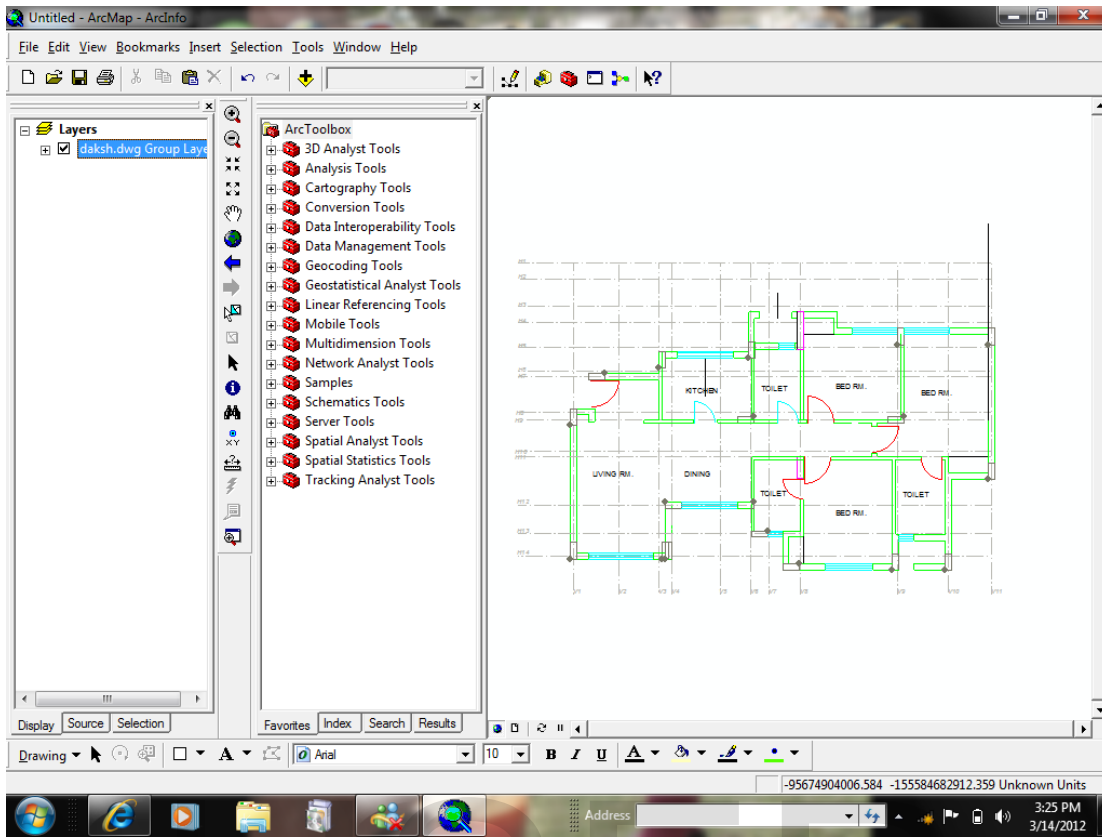 Untitled - ArcMap - ArcInfo
File Edit View Bookmarks Insert Selection Tools Window Help
Layers
daksh.dwg Group Laye
ArcToolbox
3D Analyst Tools
Analysis Tools
Cartography Tools
Conversion Tools
Data Interoperability Tools
Data Management Tools
Geocoding Tools
Geostatistical Analyst Tools
Linear Referencing Tools
Mobile Tools
Multidimension Tools
Network Analyst Tools
Samples
Schematics Tools
Server Tools
Spatial Analyst Tools
Spatial Statistics Tools
Tracking Analyst Tools
KITCHEN
TOILET
BED RM.
BED RM.
LIVING RM.
DINING
TOILET
BED RM.
TOILET
Display Source Selection
Favorites Index Search Results
Drawing A Arial 10 B I U A
-95674904006.584 -155584682912.359 Unknown Units
Address
3:25 PM
3/14/2012